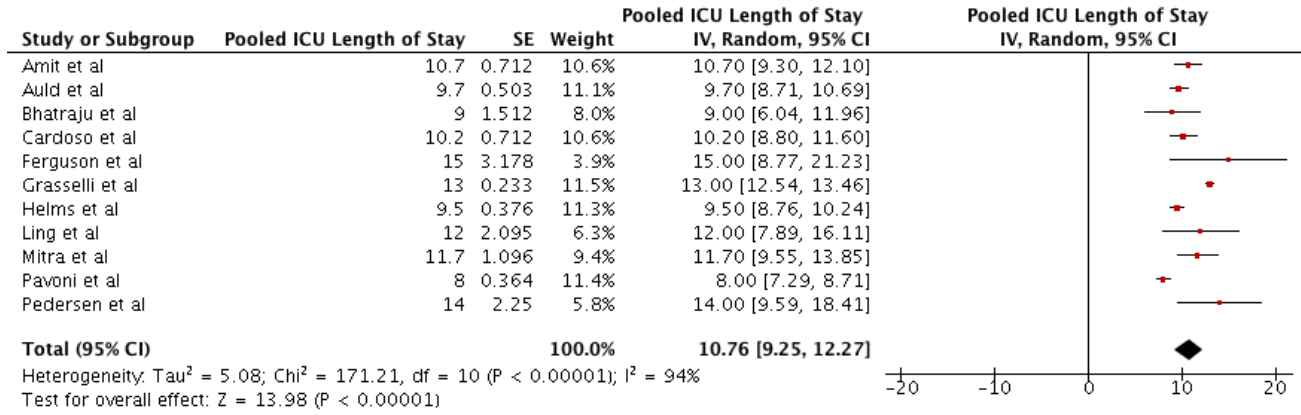 Pooled ICU Length of Stay Pooled ICU Length of Stay
Study or Subgroup Pooled ICU Length of Stay SE Weight IV, Random, 95% CI IV, Random, 95% CI
Amit et al 10.7 0.712 10.6% 10.70 [9.30, 12.10]
Auld et al 9.7 0.503 11.1% 9.70 [8.71, 10.69]
Bhatraju et al 9 1.512 8.0% 9.00 [6.04, 11.96]
Cardoso et al 10.2 0.712 10.6% 10.20 [8.80, 11.60]
Ferguson et al 15 3.178 3.9% 15.00 [8.77, 21.23]
Grasselli et al 13 0.233 11.5% 13.00 [12.54, 13.46]
Helms et al 9.5 0.376 11.3% 9.50 [8.76, 10.24]
Ling et al 12 2.095 6.3% 12.00 [7.89, 16.11]
Mitra et al 11.7 1.096 9.4% 11.70 [9.55, 13.85]
Pavoni et al 8 0.364 11.4% 8.00 [7.29, 8.71]
Pedersen et al 14 2.25 5.8% 14.00 [9.59, 18.41]
Total (95% CI) 100.0% 10.76 [9.25, 12.27]
Heterogeneity: Tau² = 5.08; Chi² = 171.21, df = 10 (P < 0.00001); I² = 94%
Test for overall effect: Z = 13.98 (P < 0.00001)
-20 -10 0 10 20